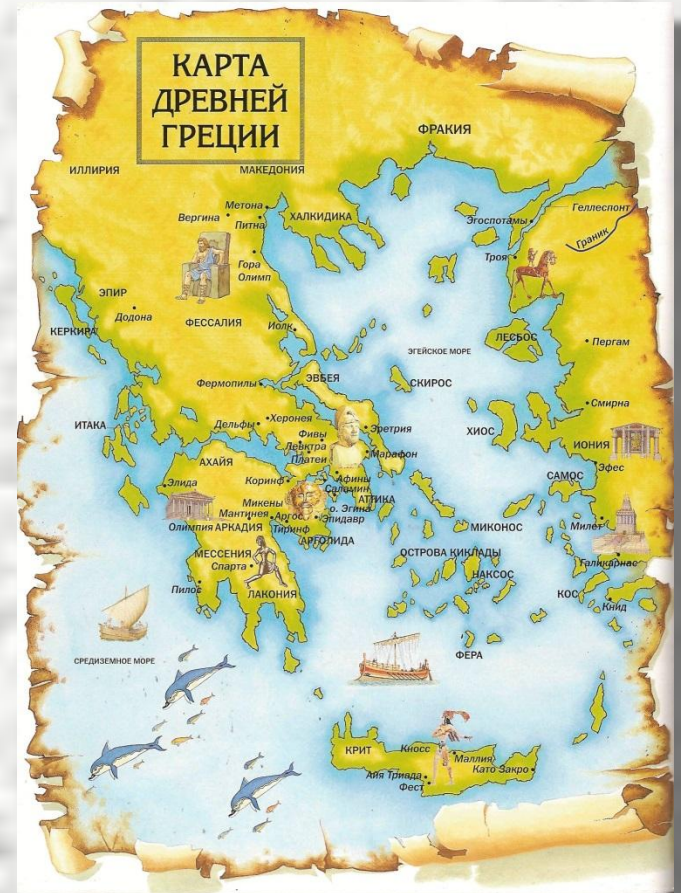 КАРТА
ДРЕВНЕЙ
ГРЕЦИИ
ФРАКИЯ
ИЛЛИРИЯ
МАКЕДОНИЯ
Метона
Вергина
Питна
ХАЛКИДИКА
Эгоспотамы
Геллеспонт
Граник
Гора
Олимп
Троя
ЭПИР
Додона
КЕРКИРА
ФЕССАЛИЯ
Иолк
ЛЕСБОС
Пергам
ЭГЕЙСКОЕ МОРЕ
ЭВБЕЯ
Фермопилы
СКИРОС
Смирна
ИТАКА
Херонея
Дельфы
Фивы
Левктра
Платеи
Эретрия
ХИОС
ИОНИЯ
Марафон
АХАЙЯ
Эфес
Элида
Коринф
Афины
Саламин
САМОС
АТТИКА
Микены
о. Эгина
Мантинея
Аргос
Эпидавр
Олимпия
АРКАДИЯ
Тиринф
МИКОНОС
Милет
АРГОЛИДА
МЕССЕНИЯ
ОСТРОВА КИКЛАДЫ
Галикарнас
Спарта
НАКСОС
Пилос
ЛАКОНИЯ
КОС
Книд
СРЕДИЗЕМНОЕ МОРЕ
ФЕРА
КРИТ
Кносс
Маллия
Като Закро
Айя Триада
Фест